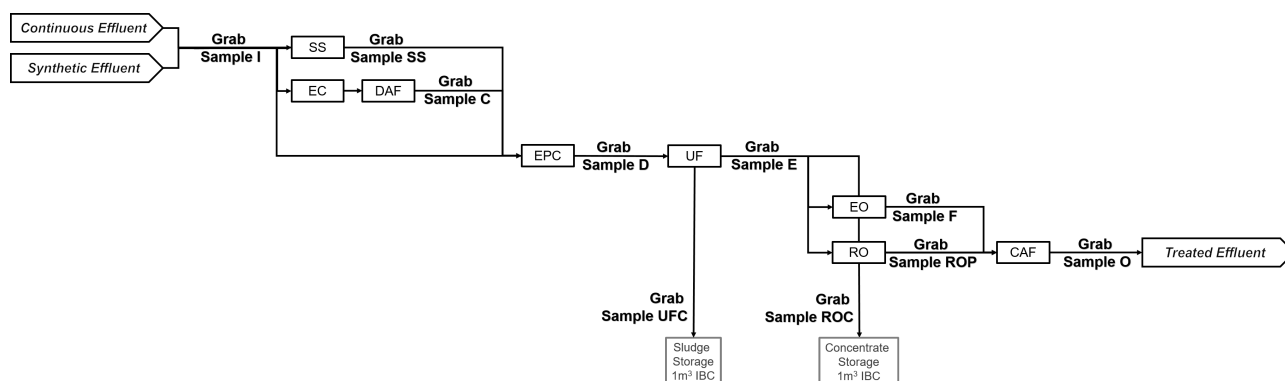 Continuous Effluent
Synthetic Effluent
Grab
Sample I
SS
Grab
Sample SS
EC
DAF
Grab
Sample C
EPC
Grab
Sample D
UF
Grab
Sample E
EO
Grab
Sample F
RO
Grab
Sample ROP
CAF
Grab
Sample O
Treated Effluent
Grab
Sample UFC
Grab
Sample ROC
Sludge
Storage
1m³ IBC
Concentrate
Storage
1m³ IBC